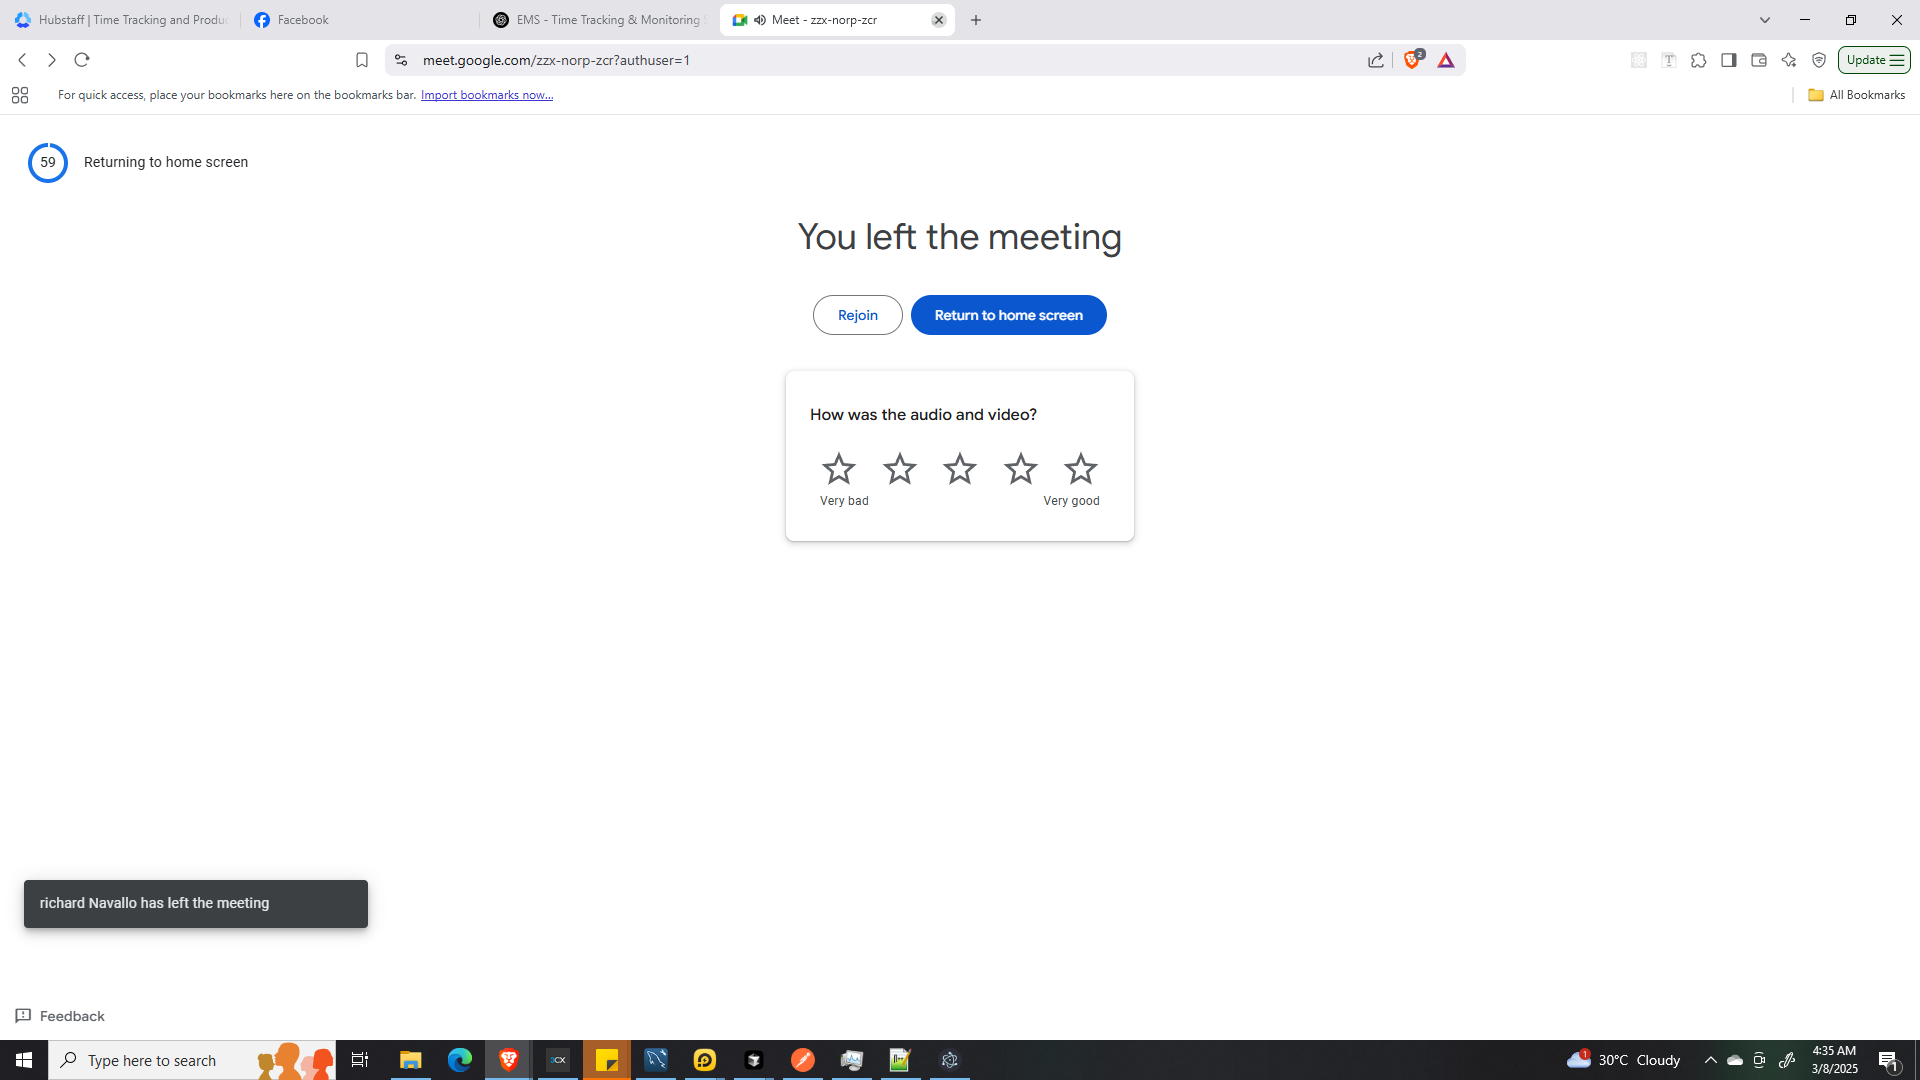 Hubstaff | Time Tracking and Produc
Facebook
EMS - Time Tracking & Monitoring S
Meet - zzx-norp-zcr
meet.google.com/zzx-norp-zcr?authuser=1
2
Update
For quick access, place your bookmarks here on the bookmarks bar. Import bookmarks now...
All Bookmarks
59
Returning to home screen
You left the meeting
Rejoin
Return to home screen
How was the audio and video?
Very bad
Very good
richard Navallo has left the meeting
Feedback
Type here to search
3CX
1
30°C Cloudy
4:35 AM
3/8/2025
1